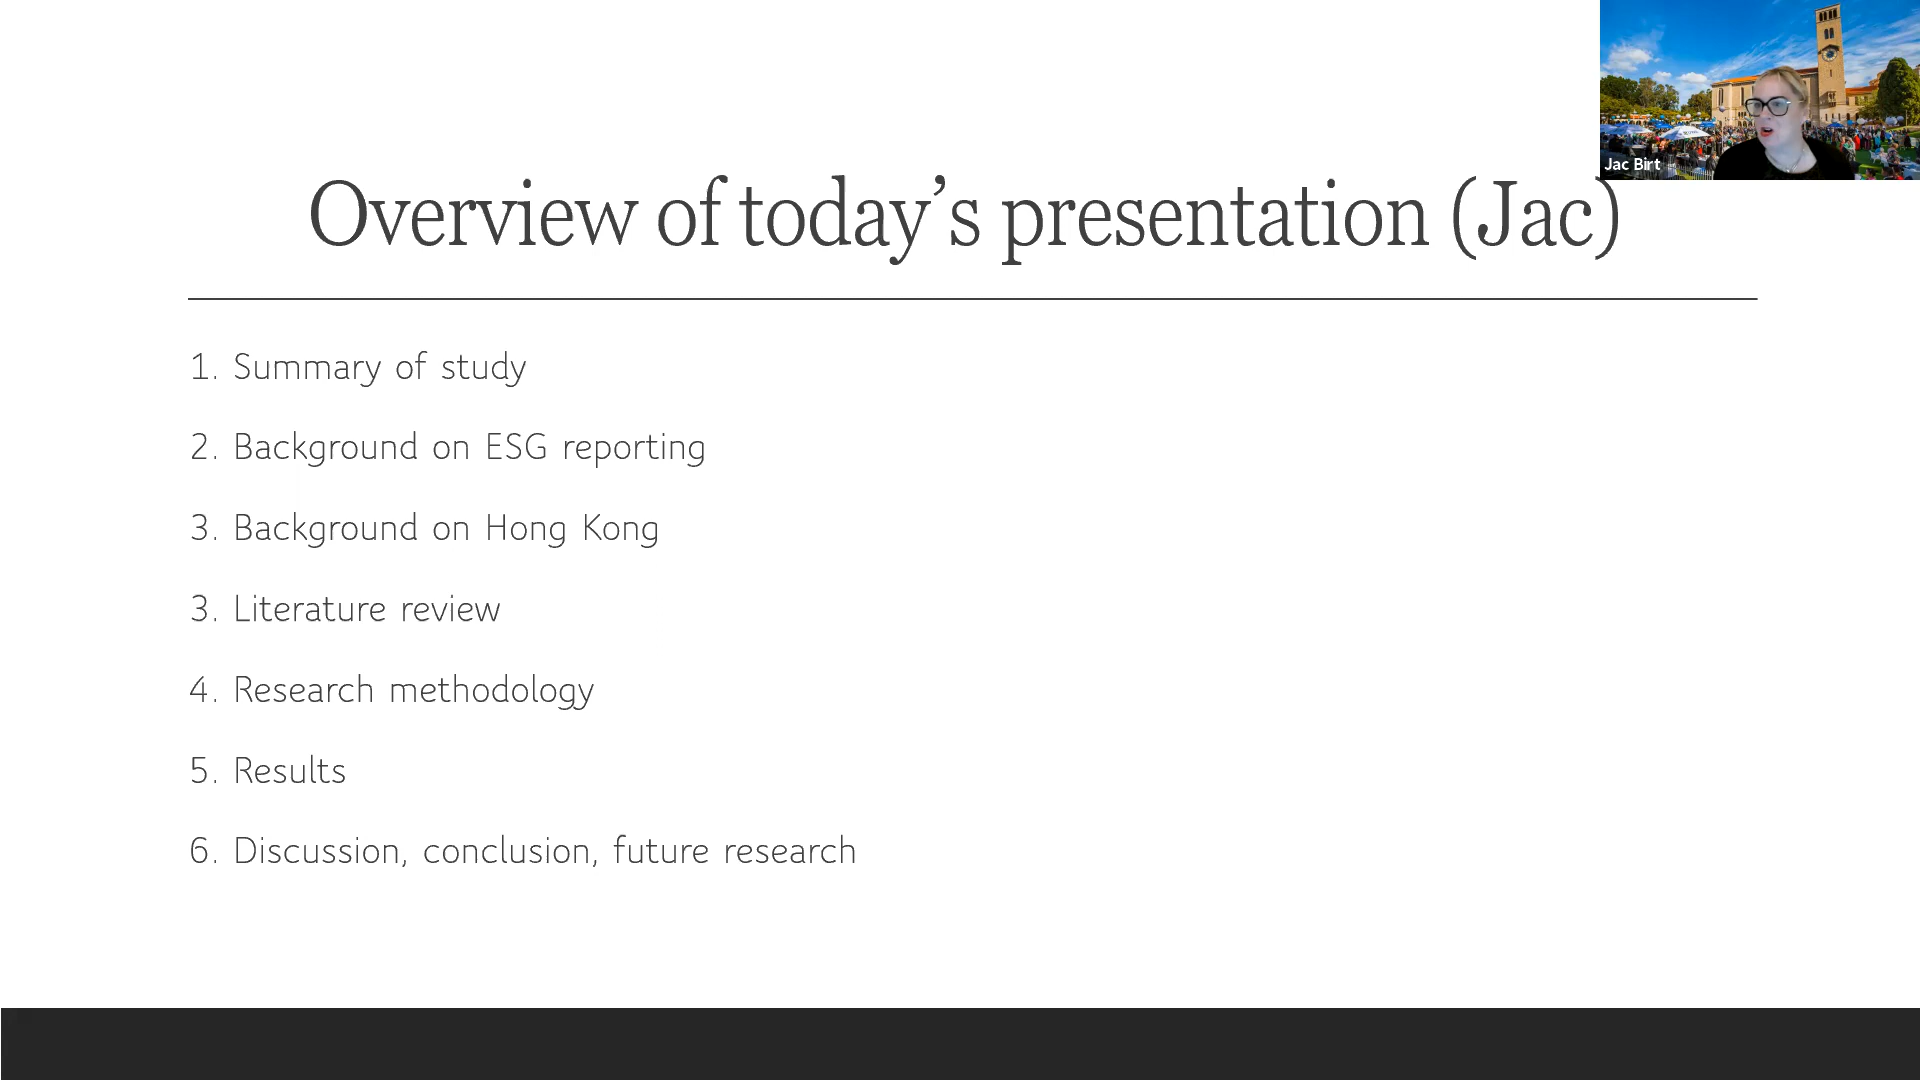 Jac Birt
Overview of today’s presentation (Jac)
1. Summary of study
2. Background on ESG reporting
3. Background on Hong Kong
3. Literature review
4. Research methodology
5. Results
6. Discussion, conclusion, future research